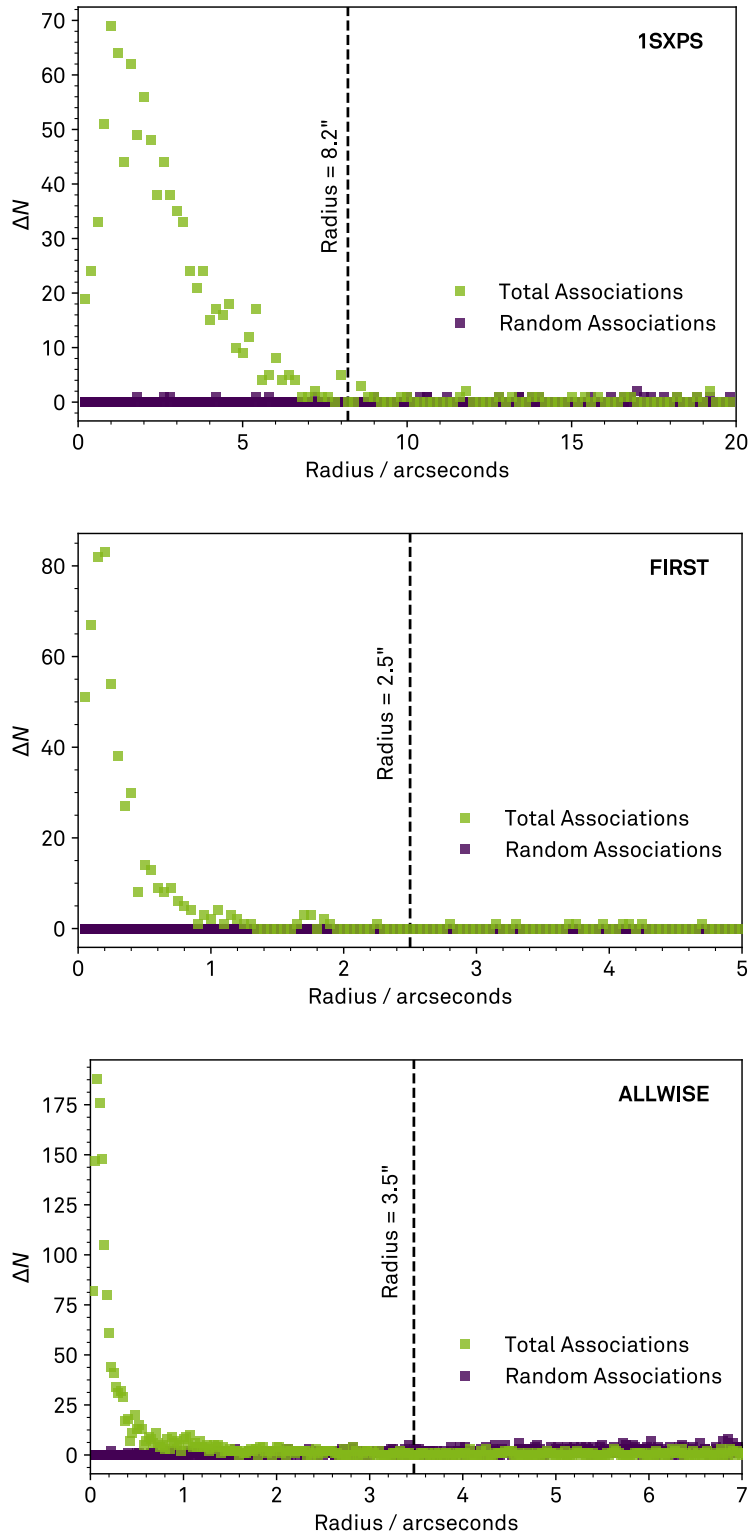 1SXPS
70
60
50
40
30
20
10
0
ΔN
Radius = 8.2"
Total Associations
Random Associations
0 5 10 15 20
Radius / arcseconds
FIRST
80
60
40
20
0
ΔN
Radius = 2.5"
Total Associations
Random Associations
0 1 2 3 4 5
Radius / arcseconds
ALLWISE
175
150
125
100
75
50
25
0
ΔN
Radius = 3.5"
Total Associations
Random Associations
0 1 2 3 4 5 6 7
Radius / arcseconds